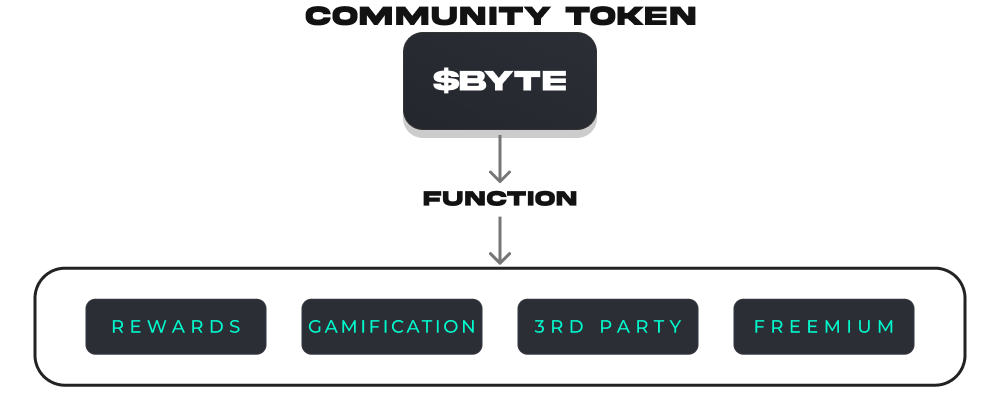 COMMUNITY TOKEN
$BYTE
FUNCTION
REWARDS
GAMIFICATION
3RD PARTY
FREEMIUM